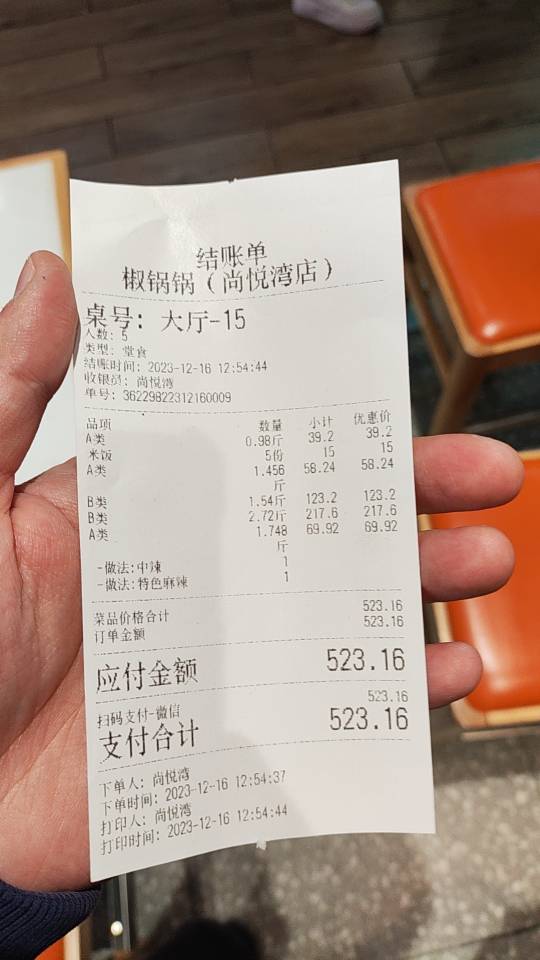 结账单
椒锅锅（尚悦湾店）
桌号：大厅-15
人数: 5
类型: 堂食
结账时间: 2023-12-16 12:54:44
收银员: 尚悦湾
单号: 36229822312160009
品项 数量 小计 优惠价
A类 0.98斤 39.2 39.2
米饭 5份 15 15
A类 1.456 58.24 58.24
斤
B类 1.54斤 123.2 123.2
B类 2.72斤 217.6 217.6
A类 1.748 69.92 69.92
斤
-做法:中辣 1
-做法:特色麻辣 1
菜品价格合计 523.16
订单金额 523.16
应付金额 523.16
扫码支付-微信 523.16
支付合计 523.16
下单人: 尚悦湾
下单时间: 2023-12-16 12:54:37
打印人: 尚悦湾
打印时间: 2023-12-16 12:54:44